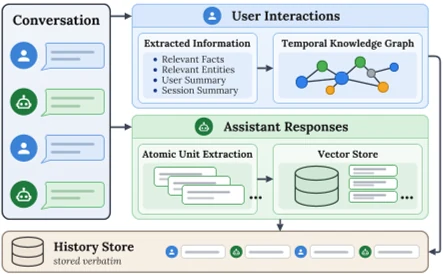 Conversation
User Interactions
Extracted Information
• Relevant Facts
• Relevant Entities
• User Summary
• Session Summary
Temporal Knowledge Graph
Assistant Responses
Atomic Unit Extraction
...
Vector Store
...
History Store
stored verbatim